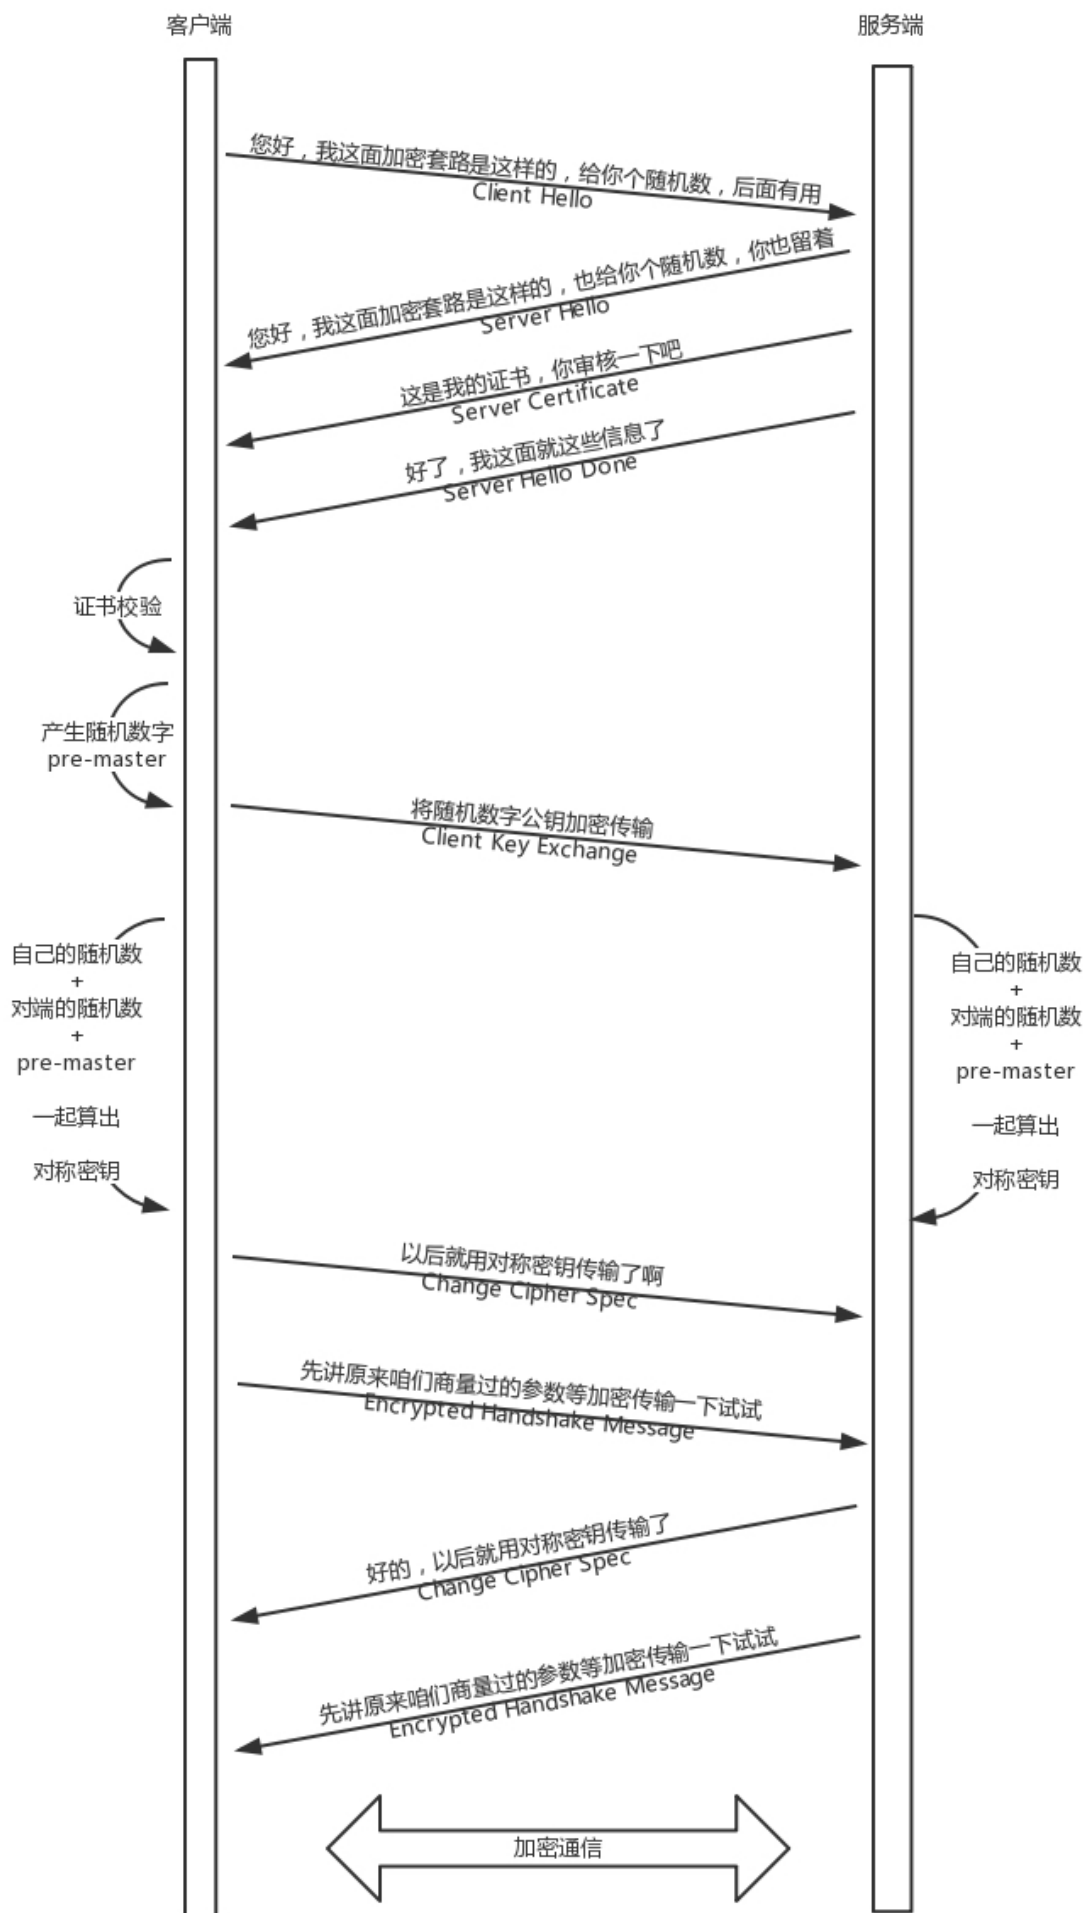 客户端
服务端
您好，我这面加密套路是这样的，给你个随机数，后面有用
Client Hello
您好，我这面加密套路是这样的，也给你个随机数，你也留着
Server Hello
这是我的证书，你审核一下吧
Server Certificate
好了，我这面就这些信息了
Server Hello Done
证书校验
产生随机数字
pre-master
将随机数字公钥加密传输
Client Key Exchange
自己的随机数
+
对端的随机数
+
pre-master
一起算出
对称密钥
自己的随机数
+
对端的随机数
+
pre-master
一起算出
对称密钥
以后就用对称密钥传输了啊
Change Cipher Spec
先讲原来咱们商量过的参数等加密传输一下试试
Encrypted Handshake Message
好的，以后就用对称密钥传输了
Change Cipher Spec
先讲原来咱们商量过的参数等加密传输一下试试
Encrypted Handshake Message
加密通信